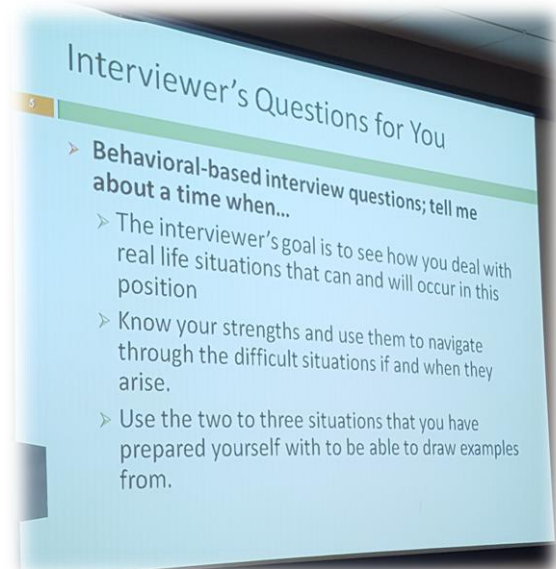 Interviewer's Questions for You
5
➢ Behavioral-based interview questions; tell me
about a time when...
➢ The interviewer's goal is to see how you deal with
real life situations that can and will occur in this
position
➢ Know your strengths and use them to navigate
through the difficult situations if and when they
arise.
➢ Use the two to three situations that you have
prepared yourself with to be able to draw examples
from.